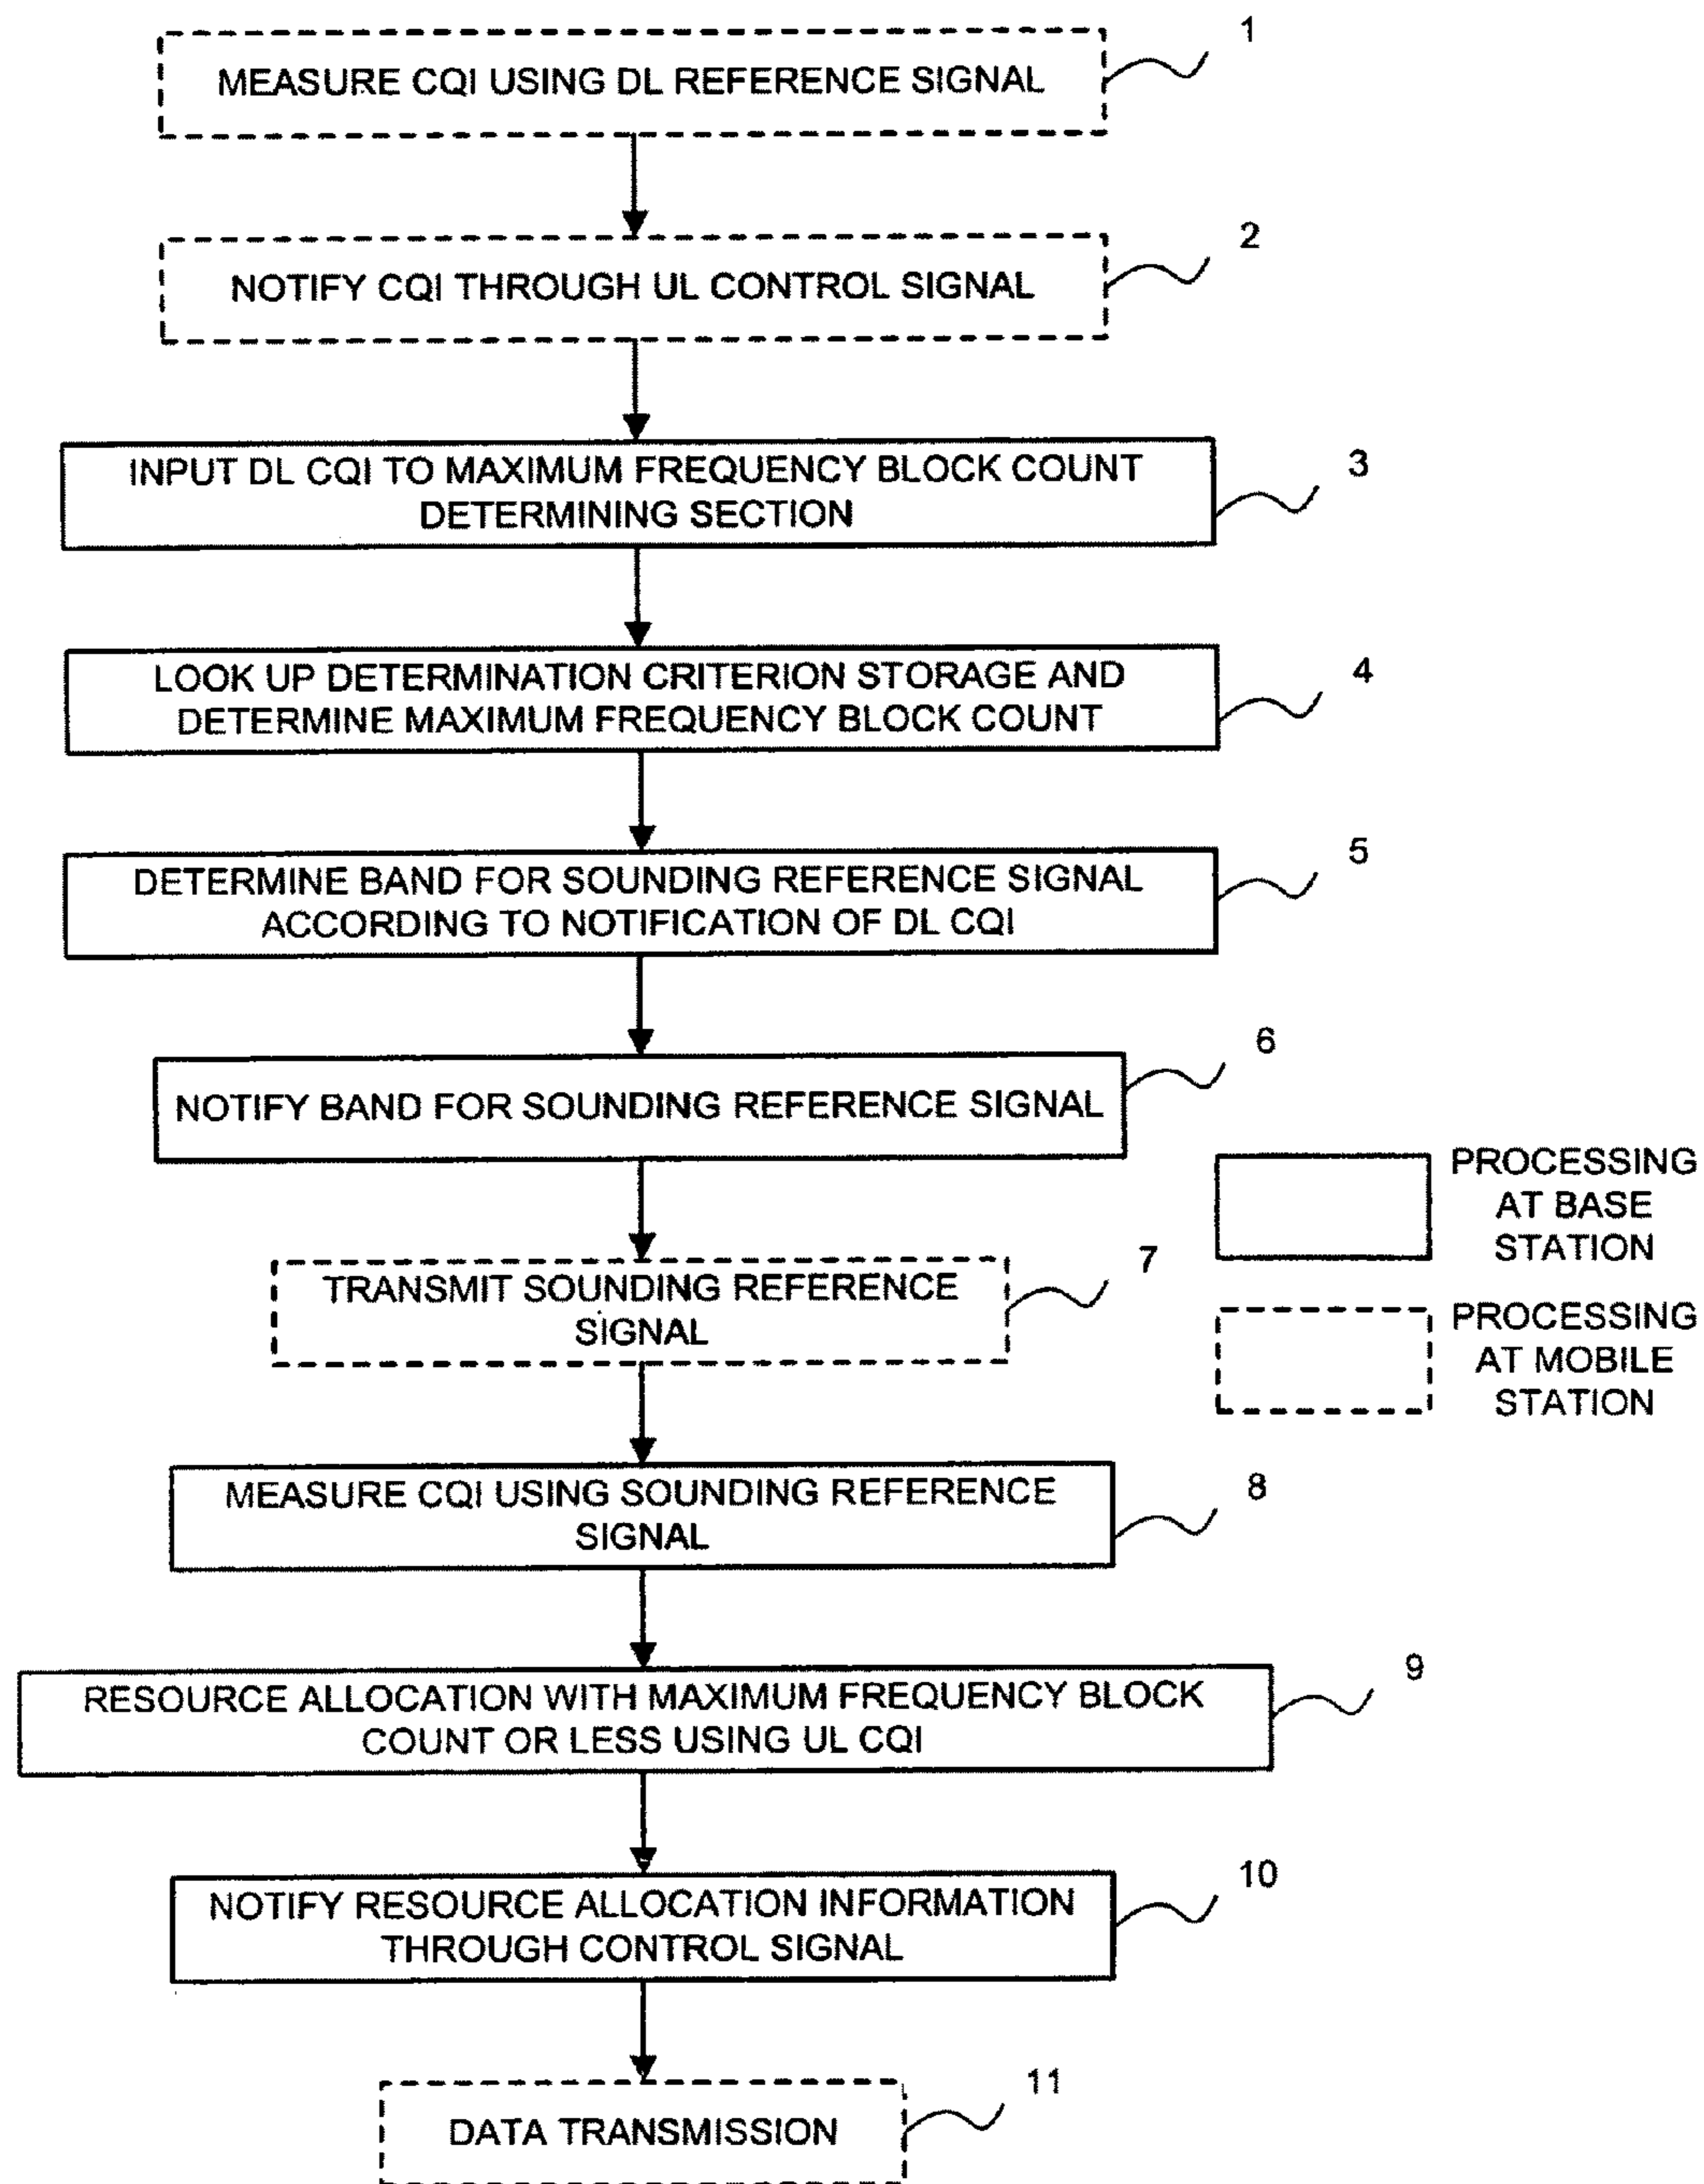 1
MEASURE CQI USING DL REFERENCE SIGNAL
2
NOTIFY CQI THROUGH UL CONTROL SIGNAL
3
INPUT DL CQI TO MAXIMUM FREQUENCY BLOCK COUNT
DETERMINING SECTION
4
LOOK UP DETERMINATION CRITERION STORAGE AND
DETERMINE MAXIMUM FREQUENCY BLOCK COUNT
5
DETERMINE BAND FOR SOUNDING REFERENCE SIGNAL
ACCORDING TO NOTIFICATION OF DL CQI
6
NOTIFY BAND FOR SOUNDING REFERENCE SIGNAL
PROCESSING
AT BASE
STATION
7
TRANSMIT SOUNDING REFERENCE
SIGNAL
PROCESSING
AT MOBILE
STATION
8
MEASURE CQI USING SOUNDING REFERENCE
SIGNAL
9
RESOURCE ALLOCATION WITH MAXIMUM FREQUENCY BLOCK
COUNT OR LESS USING UL CQI
10
NOTIFY RESOURCE ALLOCATION INFORMATION
THROUGH CONTROL SIGNAL
11
DATA TRANSMISSION